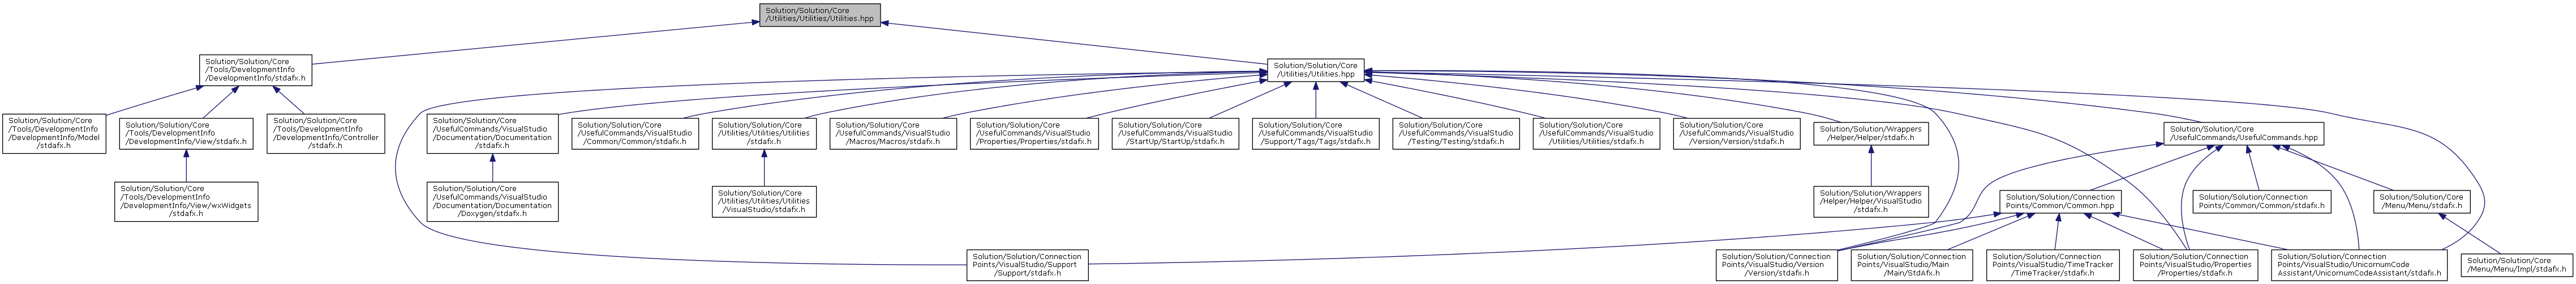 Solution/Solution/Core
/Utilities/Utilities/Utilities.hpp
Solution/Solution/Core
/Tools/DevelopmentInfo
/DevelopmentInfo/stdafx.h
Solution/Solution/Core
/Utilities/Utilities.hpp
Solution/Solution/Core
/Tools/DevelopmentInfo
/DevelopmentInfo/Model
/stdafx.h
Solution/Solution/Core
/Tools/DevelopmentInfo
/DevelopmentInfo/View/stdafx.h
Solution/Solution/Core
/Tools/DevelopmentInfo
/DevelopmentInfo/Controller
/stdafx.h
Solution/Solution/Core
/UsefulCommands/VisualStudio
/Documentation/Documentation
/stdafx.h
Solution/Solution/Core
/UsefulCommands/VisualStudio
/Common/Common/stdafx.h
Solution/Solution/Core
/Utilities/Utilities/Utilities
/stdafx.h
Solution/Solution/Core
/UsefulCommands/VisualStudio
/Macros/Macros/stdafx.h
Solution/Solution/Core
/UsefulCommands/VisualStudio
/Properties/Properties/stdafx.h
Solution/Solution/Core
/UsefulCommands/VisualStudio
/StartUp/StartUp/stdafx.h
Solution/Solution/Core
/UsefulCommands/VisualStudio
/Support/Tags/Tags/stdafx.h
Solution/Solution/Core
/UsefulCommands/VisualStudio
/Testing/Testing/stdafx.h
Solution/Solution/Core
/UsefulCommands/VisualStudio
/Utilities/Utilities/stdafx.h
Solution/Solution/Core
/UsefulCommands/VisualStudio
/Version/Version/stdafx.h
Solution/Solution/Wrappers
/Helper/Helper/stdafx.h
Solution/Solution/Core
/UsefulCommands/UsefulCommands.hpp
Solution/Solution/Core
/Tools/DevelopmentInfo
/DevelopmentInfo/View/wxWidgets
/stdafx.h
Solution/Solution/Core
/UsefulCommands/VisualStudio
/Documentation/Documentation
/Doxygen/stdafx.h
Solution/Solution/Core
/Utilities/Utilities/Utilities
/VisualStudio/stdafx.h
Solution/Solution/Wrappers
/Helper/Helper/VisualStudio
/stdafx.h
Solution/Solution/Connection
Points/Common/Common.hpp
Solution/Solution/Connection
Points/Common/Common/stdafx.h
Solution/Solution/Core
/Menu/Menu/stdafx.h
Solution/Solution/Connection
Points/VisualStudio/Support
/Support/stdafx.h
Solution/Solution/Connection
Points/VisualStudio/Version
/Version/stdafx.h
Solution/Solution/Connection
Points/VisualStudio/Main
/Main/StdAfx.h
Solution/Solution/Connection
Points/VisualStudio/TimeTracker
/TimeTracker/stdafx.h
Solution/Solution/Connection
Points/VisualStudio/Properties
/Properties/stdafx.h
Solution/Solution/Connection
Points/VisualStudio/UnicornumCode
Assistant/UnicornumCodeAssistant/stdafx.h
Solution/Solution/Core
/Menu/Menu/Impl/stdafx.h